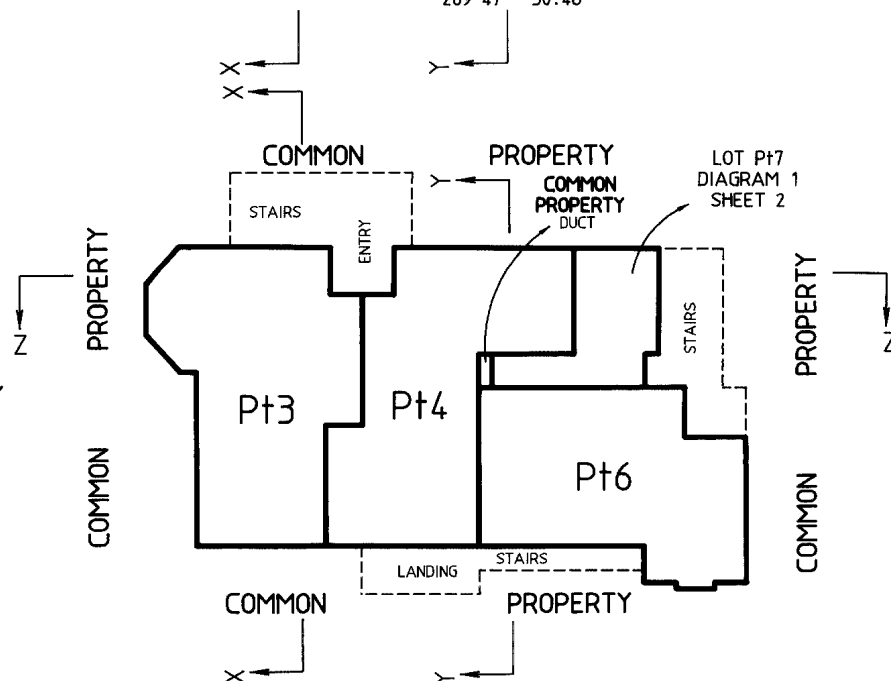 X
Y
X
COMMON PROPERTY
Y
COMMON
PROPERTY
DUCT
LOT Pt7
DIAGRAM 1
SHEET 2
STAIRS
ENTRY
PROPERTY
Z
STAIRS
PROPERTY
Z
Pt3
Pt4
Pt6
COMMON
COMMON
LANDING
STAIRS
COMMON PROPERTY
X
Y